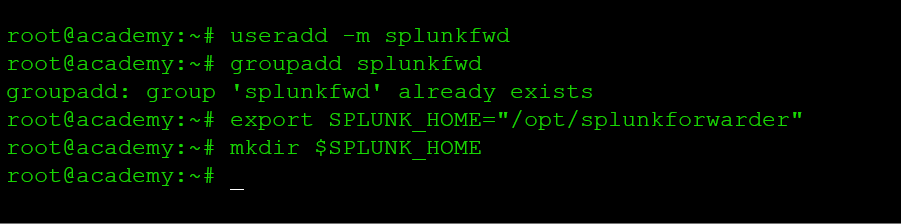 root@academy:~# useradd -m splunkfwd
root@academy:~# groupadd splunkfwd
groupadd: group 'splunkfwd' already exists
root@academy:~# export SPLUNK_HOME="/opt/splunkforwarder"
root@academy:~# mkdir $SPLUNK_HOME
root@academy:~# _